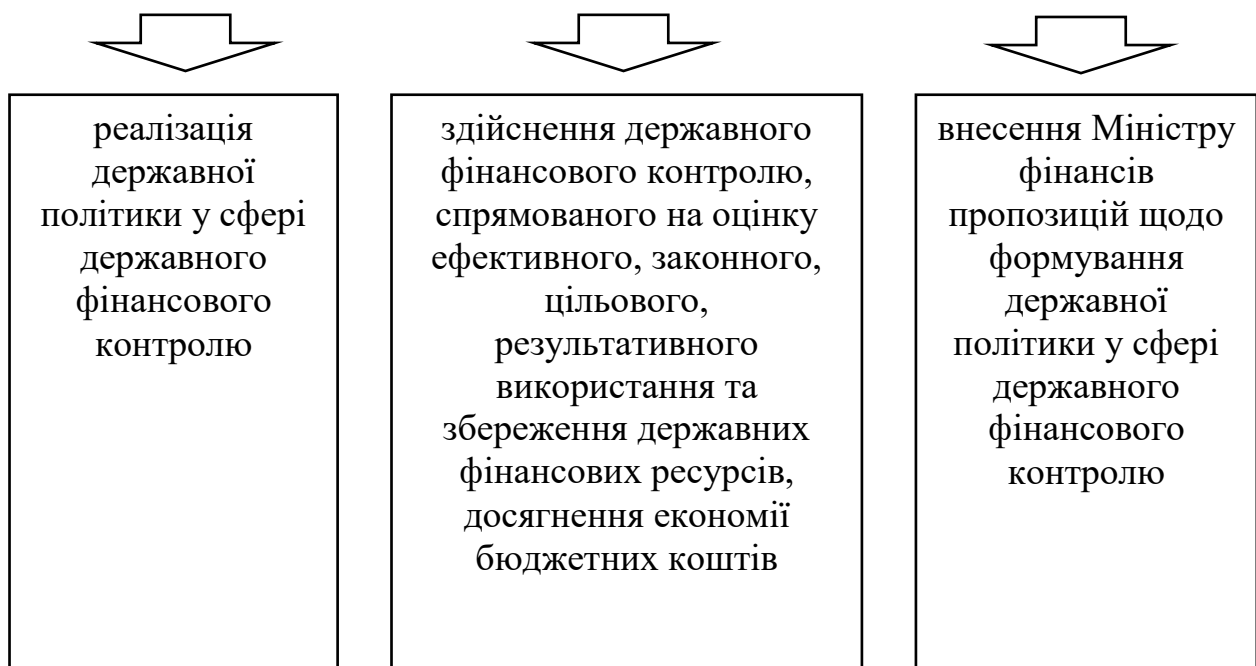 реалізація
державної
політики у сфері
державного
фінансового
контролю
здійснення державного
фінансового контролю,
спрямованого на оцінку
ефективного, законного,
цільового,
результативного
використання та
збереження державних
фінансових ресурсів,
досягнення економії
бюджетних коштів
внесення Міністру
фінансів
пропозицій щодо
формування
державної
політики у сфері
державного
фінансового
контролю